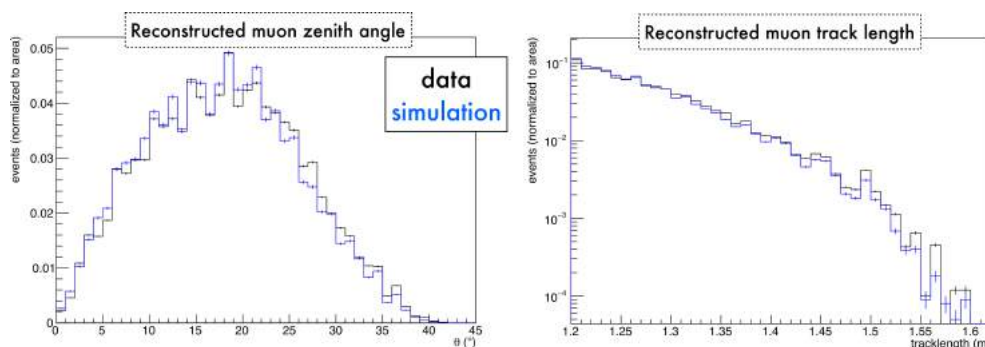 Reconstructed muon zenith angle
events (normalized to area)
0.05
0.04
0.03
0.02
0.01
0
0 5 10 15 20 25 30 35 40 45
θ (°)
data
simulation
Reconstructed muon track length
events (normalized to area)
10⁻¹
10⁻²
10⁻³
10⁻⁴
1.2 1.25 1.3 1.35 1.4 1.45 1.5 1.55 1.6
tracklength (m